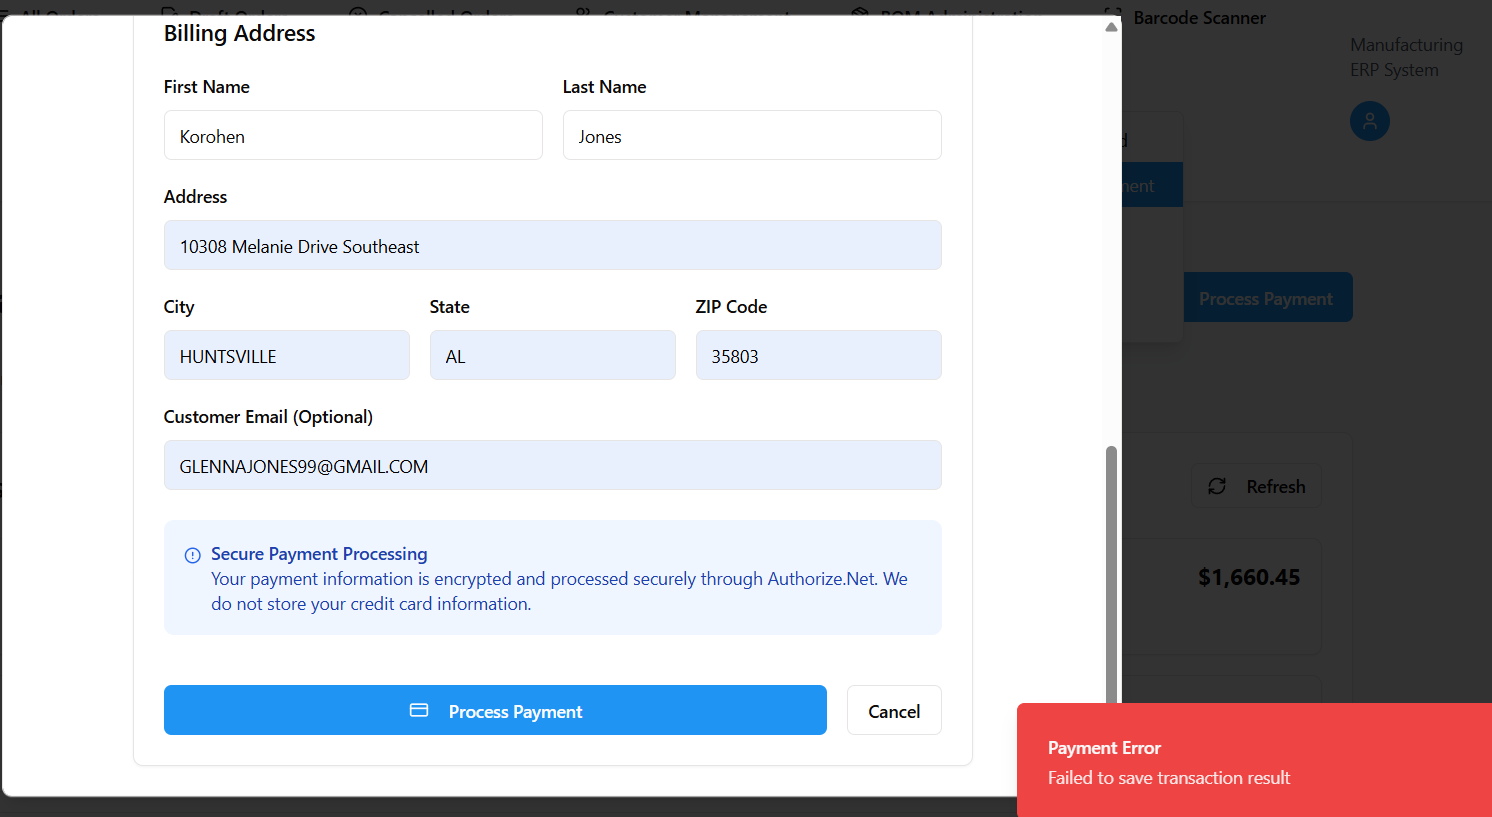 Barcode Scanner
Manufacturing
ERP System
Billing Address
First Name
Last Name
Korohen
Jones
Address
10308 Melanie Drive Southeast
City
State
ZIP Code
HUNTSVILLE
AL
35803
Process Payment
Customer Email (Optional)
GLENNAJONES99@GMAIL.COM
Refresh
Secure Payment Processing
Your payment information is encrypted and processed securely through Authorize.Net. We
do not store your credit card information.
$1,660.45
Process Payment
Cancel
Payment Error
Failed to save transaction result